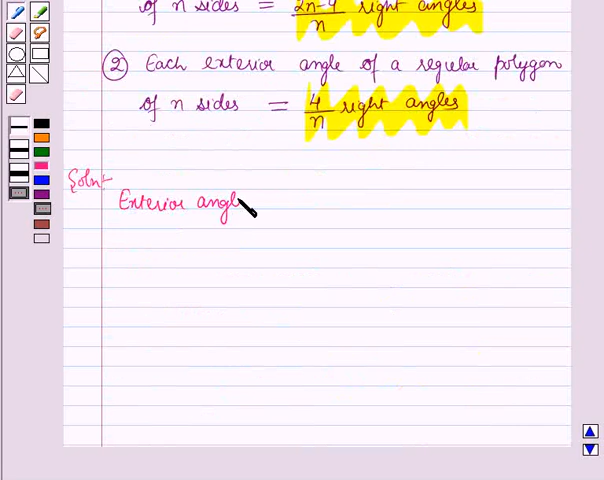 of n sides = 2n-4/n right angles
② Each exterior angle of a regular polygon
of n sides = 4/n right angles
Soln:-
Exterior angl